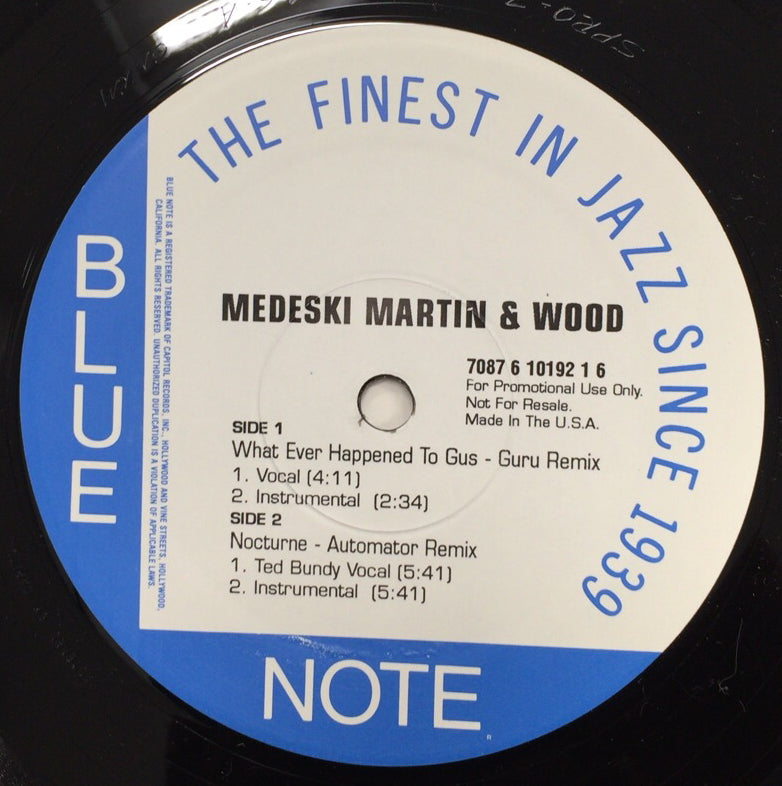 THE FINEST IN JAZZ SINCE 1939
BLUE
BLUE NOTE IS A REGISTERED TRADEMARK OF CAPITOL RECORDS, INC., HOLLYWOOD AND VINE STREETS, HOLLYWOOD,
CALIFORNIA. ALL RIGHTS RESERVED. UNAUTHORIZED DUPLICATION IS A VIOLATION OF APPLICABLE LAWS.
MEDESKI MARTIN & WOOD
7087 6 10192 1 6
For Promotional Use Only.
Not For Resale.
Made In The U.S.A.
SIDE 1
What Ever Happened To Gus - Guru Remix
1. Vocal (4:11)
2. Instrumental (2:34)
SIDE 2
Nocturne - Automator Remix
1. Ted Bundy Vocal (5:41)
2. Instrumental (5:41)
NOTE
®